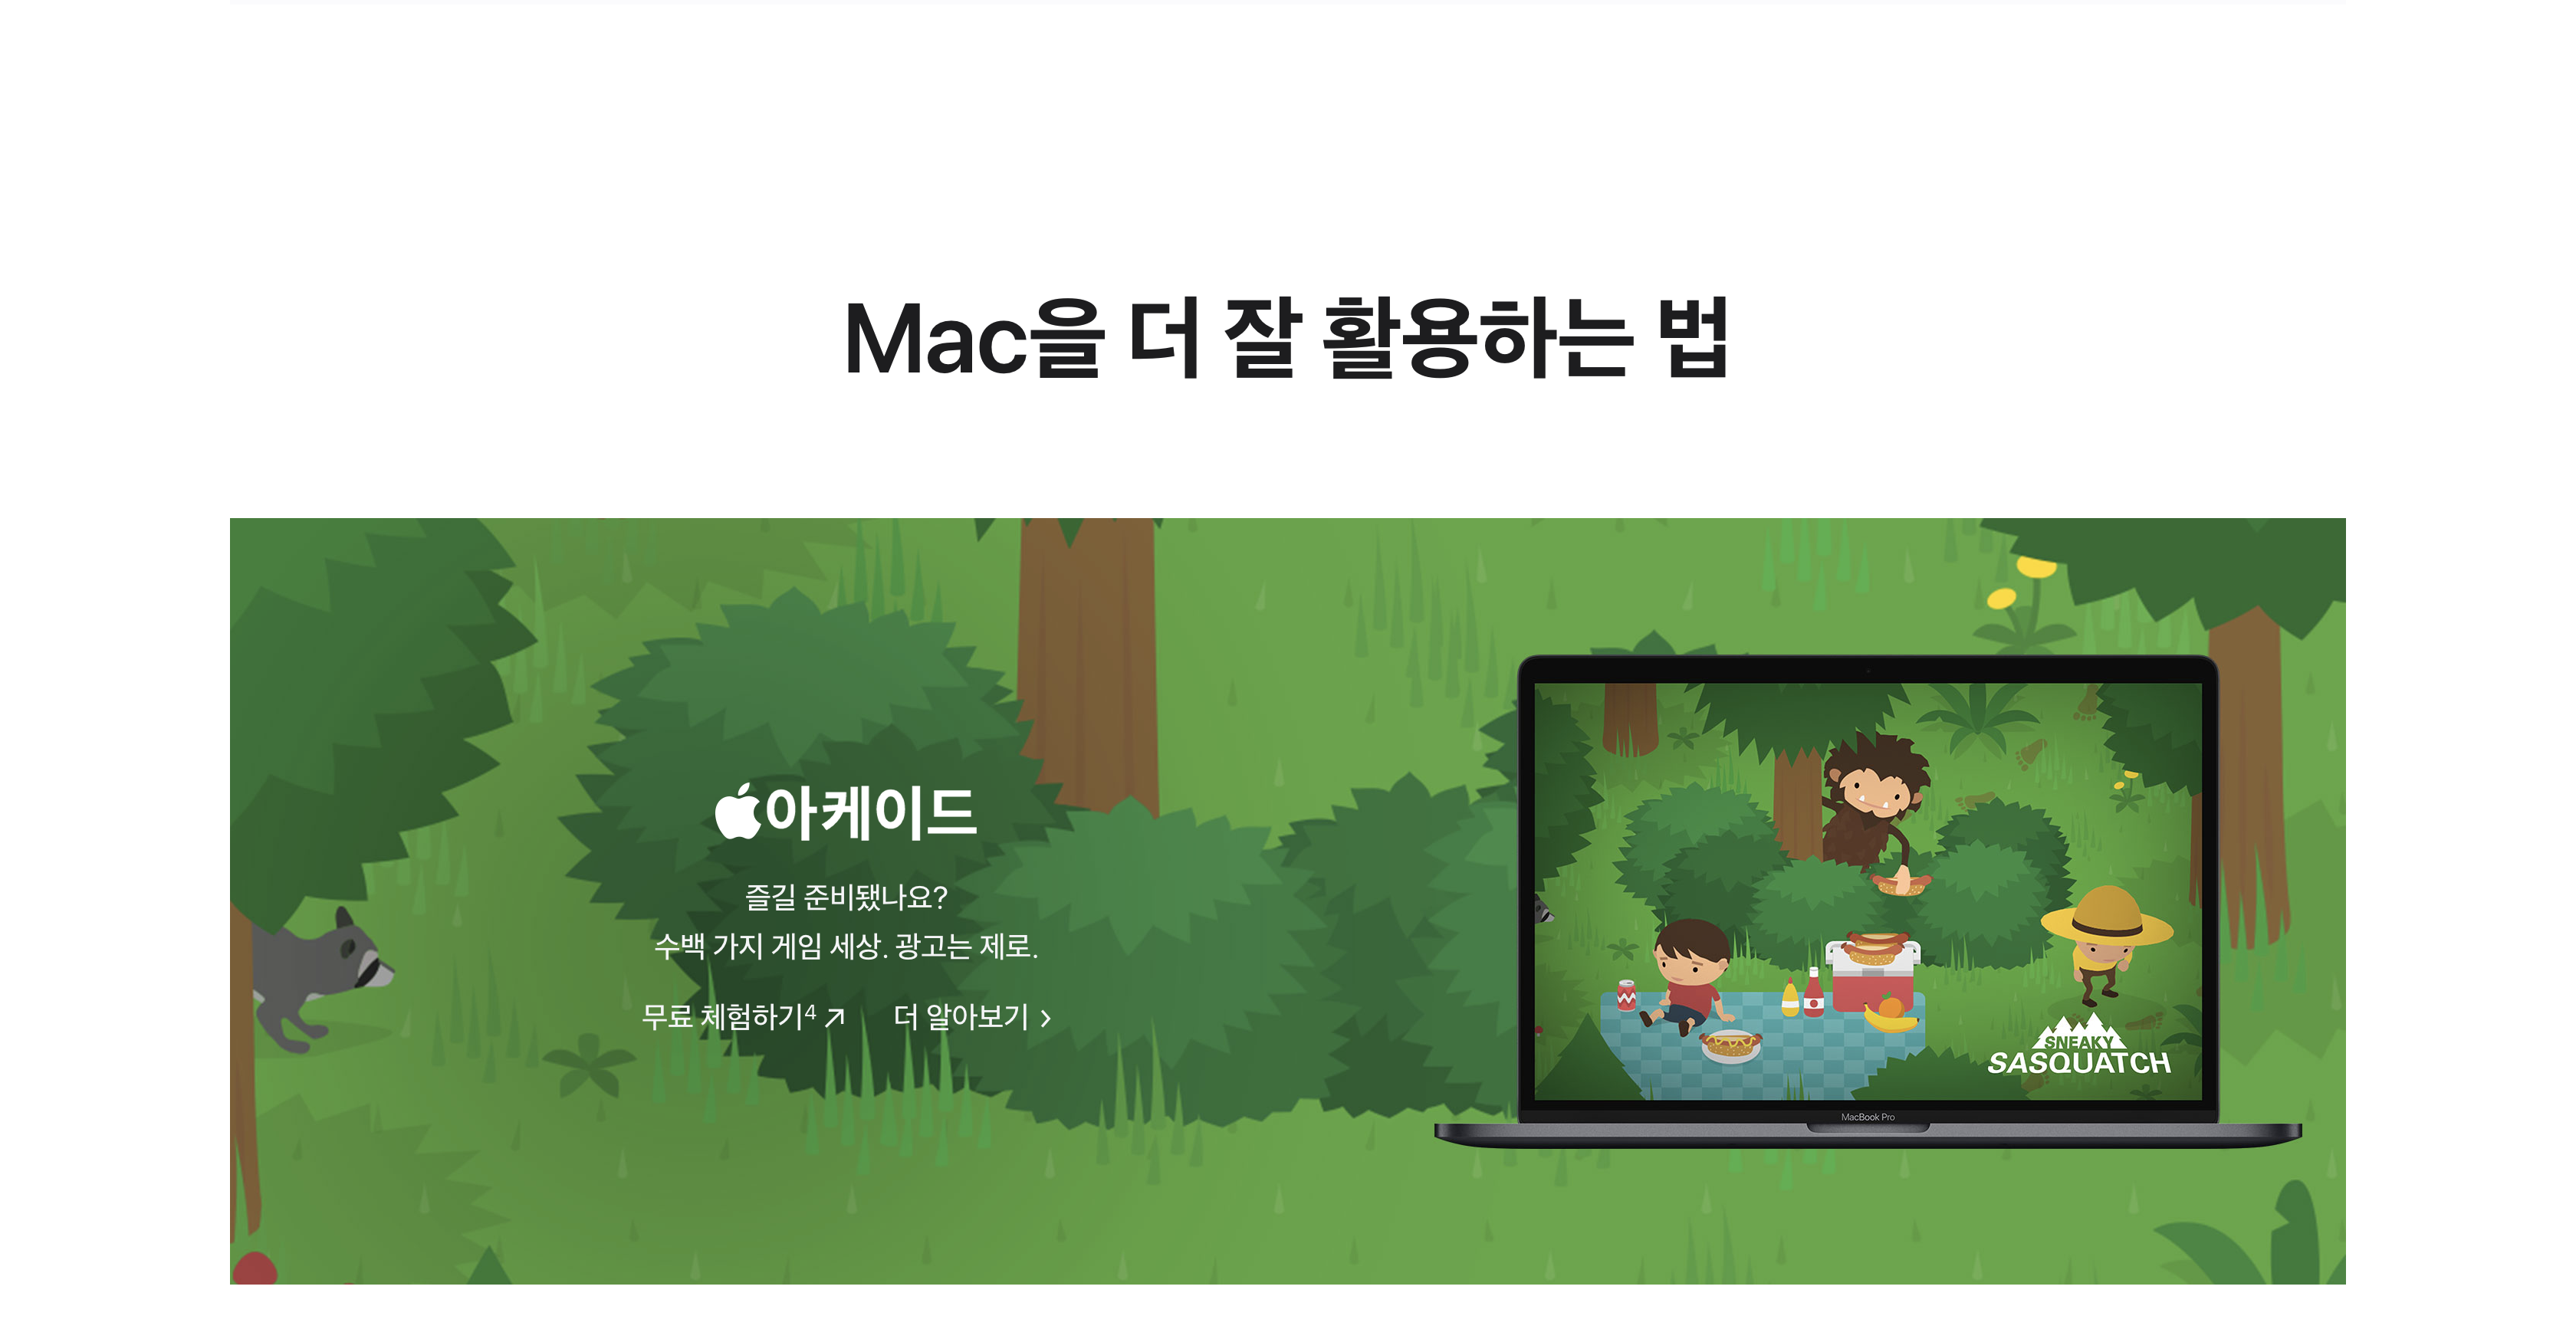 Mac을 더 잘 활용하는 법
아케이드
즐길 준비됐나요?
수백 가지 게임 세상. 광고는 제로.
무료 체험하기4 더 알아보기
SNEAKY
SASQUATCH
MacBook Pro